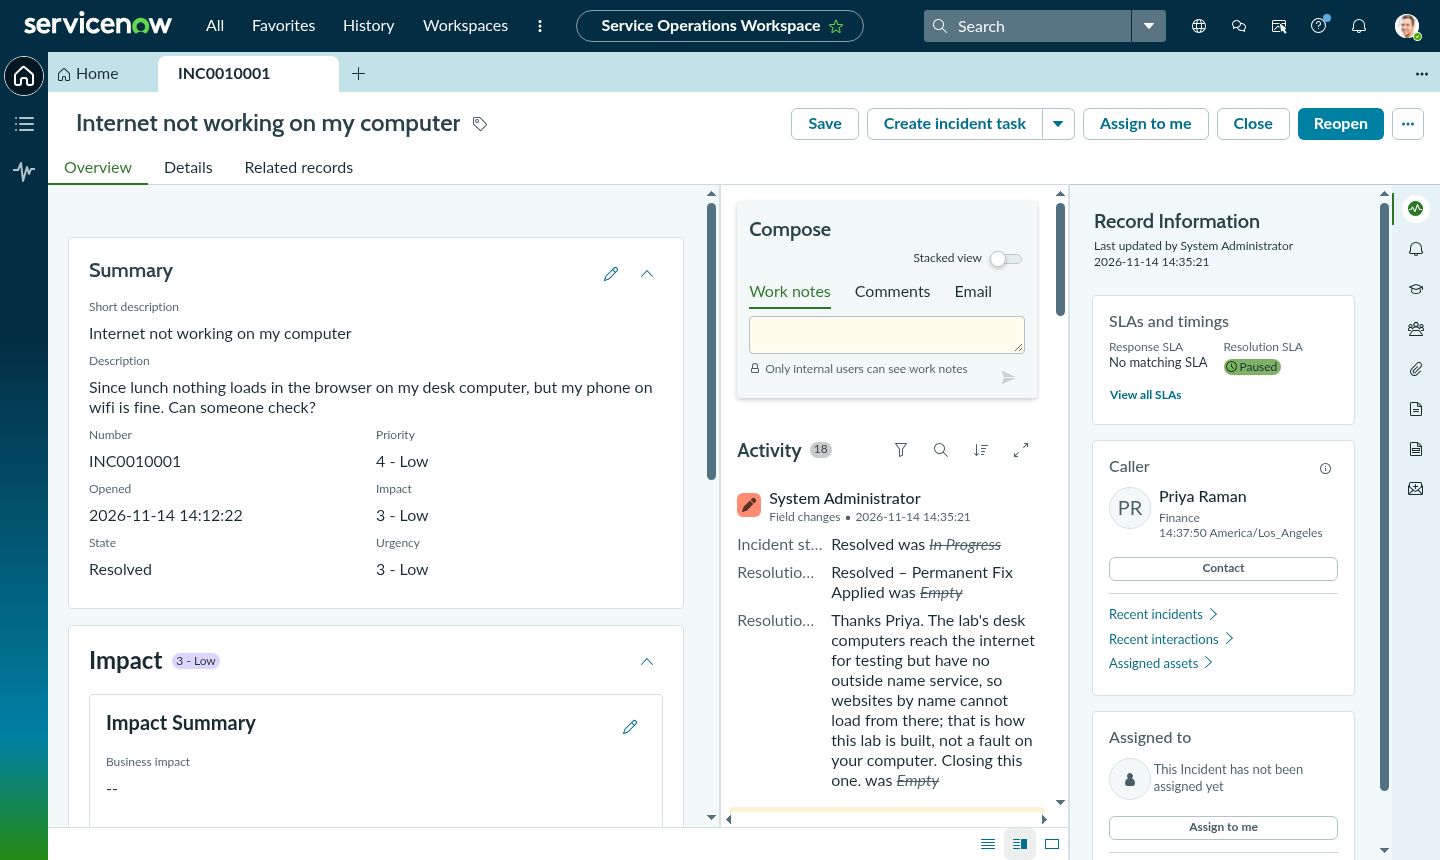 servicenow All Favorites History Workspaces Service Operations Workspace Search
Home INC0010001
Internet not working on my computer
Save Create incident task Assign to me Close Reopen
Overview Details Related records
Summary
Short description
Internet not working on my computer
Description
Since lunch nothing loads in the browser on my desk computer, but my phone on
wifi is fine. Can someone check?
Number Priority
INC0010001 4 - Low
Opened Impact
2026-11-14 14:12:22 3 - Low
State Urgency
Resolved 3 - Low
Impact 3 - Low
Impact Summary
Business impact
--
Compose
Stacked view
Work notes Comments Email
Only internal users can see work notes
Activity 18
System Administrator
Field changes • 2026-11-14 14:35:21
Incident st... Resolved was In Progress
Resolutio... Resolved – Permanent Fix
Applied was Empty
Resolutio... Thanks Priya. The lab's desk
computers reach the internet
for testing but have no
outside name service, so
websites by name cannot
load from there; that is how
this lab is built, not a fault on
your computer. Closing this
one. was Empty
Record Information
Last updated by System Administrator
2026-11-14 14:35:21
SLAs and timings
Response SLA Resolution SLA
No matching SLA Paused
View all SLAs
Caller
PR Priya Raman
Finance
14:37:50 America/Los_Angeles
Contact
Recent incidents
Recent interactions
Assigned assets
Assigned to
This Incident has not been
assigned yet
Assign to me